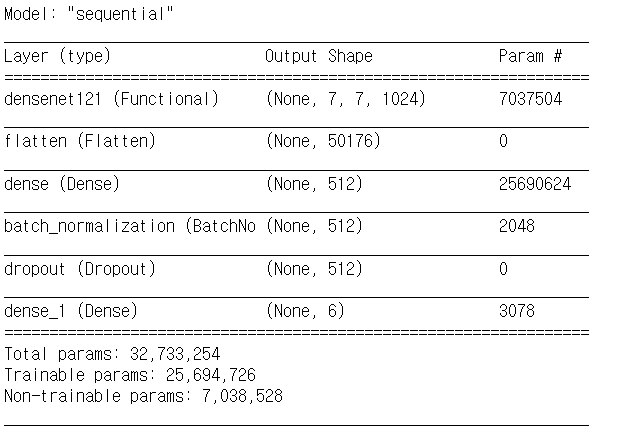 Model: "sequential"
Layer (type) Output Shape Param #
densenet121 (Functional) (None, 7, 7, 1024) 7037504
flatten (Flatten) (None, 50176) 0
dense (Dense) (None, 512) 25690624
batch_normalization (BatchNo (None, 512) 2048
dropout (Dropout) (None, 512) 0
dense_1 (Dense) (None, 6) 3078
Total params: 32,733,254
Trainable params: 25,694,726
Non-trainable params: 7,038,528